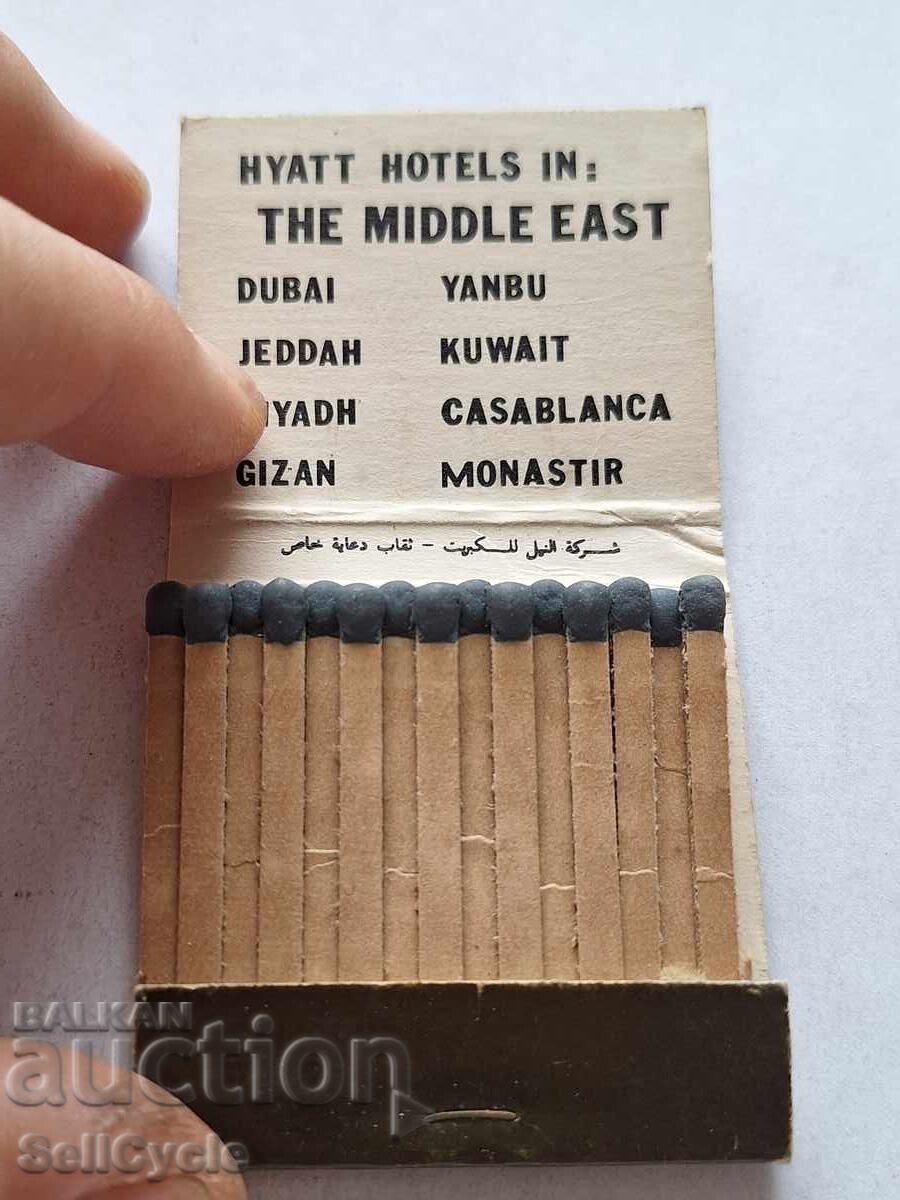 HYATT HOTELS IN:
THE MIDDLE EAST
DUBAI YANBU
JEDDAH KUWAIT
IYADH CASABLANCA
GIZAN MONASTIR
شركة النيل للكبريت - ثقاب دعاية خاص
BALKAN
auction
SellCycle